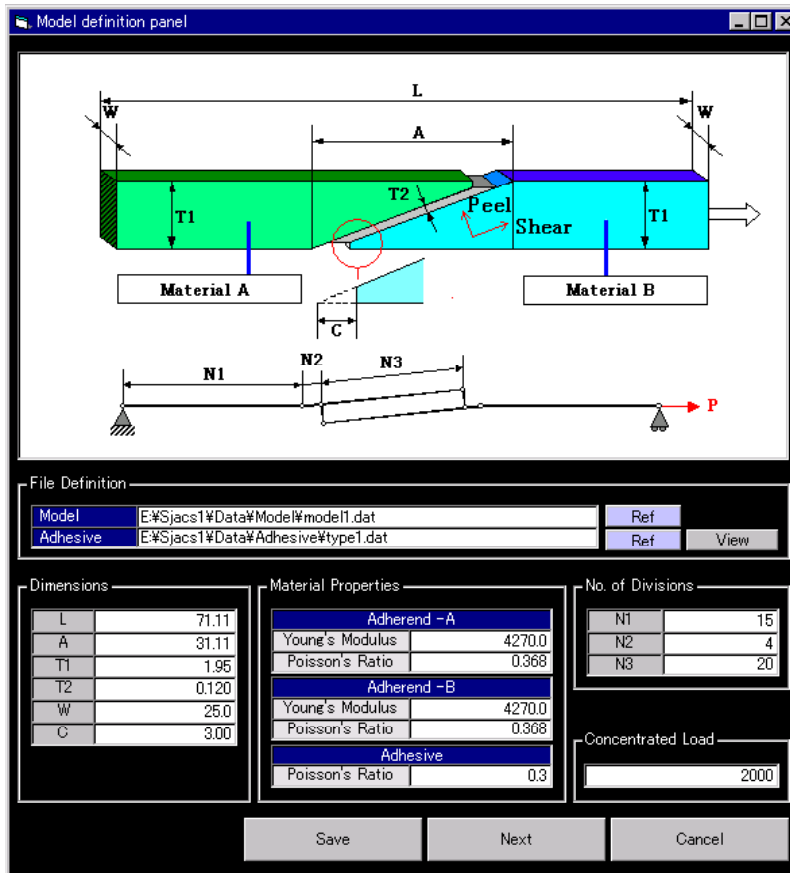 Model definition panel
L
W A W
T1 T2 Peel Shear T1
Material A Material B
C
N1 N2 N3
P
File Definition
Model E:¥Sjacs1¥Data¥Model¥model1.dat Ref
Adhesive E:¥Sjacs1¥Data¥Adhesive¥type1.dat Ref View
Dimensions
L 71.11
A 31.11
T1 1.95
T2 0.120
W 25.0
C 3.00
Material Properties
Adherend -A
Young's Modulus 4270.0
Poisson's Ratio 0.368
Adherend -B
Young's Modulus 4270.0
Poisson's Ratio 0.368
Adhesive
Poisson's Ratio 0.3
No. of Divisions
N1 15
N2 4
N3 20
Concentrated Load
2000
Save Next Cancel